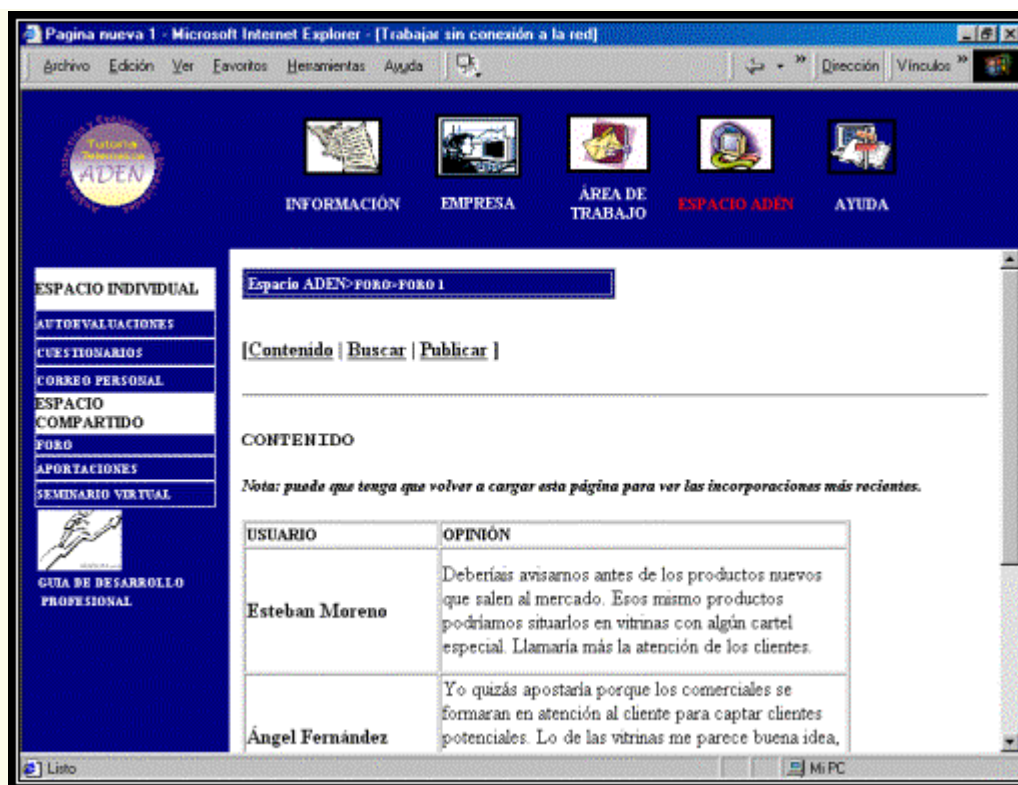 Pagina nueva 1 - Microsoft Internet Explorer - [Trabajar sin conexión a la red]
Archivo Edición Ver Favoritos Herramientas Ayuda Dirección Vínculos
Tutoria
Telematica
ADEN
INFORMACIÓN
EMPRESA
ÁREA DE
TRABAJO
ESPACIO ADEN
AYUDA
ESPACIO INDIVIDUAL
AUTOEVALUACIONES
CUESTIONARIOS
CORREO PERSONAL
ESPACIO
COMPARTIDO
FORO
APORTACIONES
SEMINARIO VIRTUAL
GUIA DE DESARROLLO
PROFESIONAL
Espacio ADEN>FORO>FORO 1
[Contenido | Buscar | Publicar ]
CONTENIDO
Nota: puede que tenga que volver a cargar esta página para ver las incorporaciones más recientes.
USUARIO OPINIÓN
Esteban Moreno
Deberíais avisarnos antes de los productos nuevos
que salen al mercado. Esos mismo productos
podríamos situarlos en vitrinas con algún cartel
especial. Llamaría más la atención de los clientes.
Ángel Fernández
Yo quizás apostaría porque los comerciales se
formaran en atención al cliente para captar clientes
potenciales. Lo de las vitrinas me parece buena idea,
Listo
Mi PC